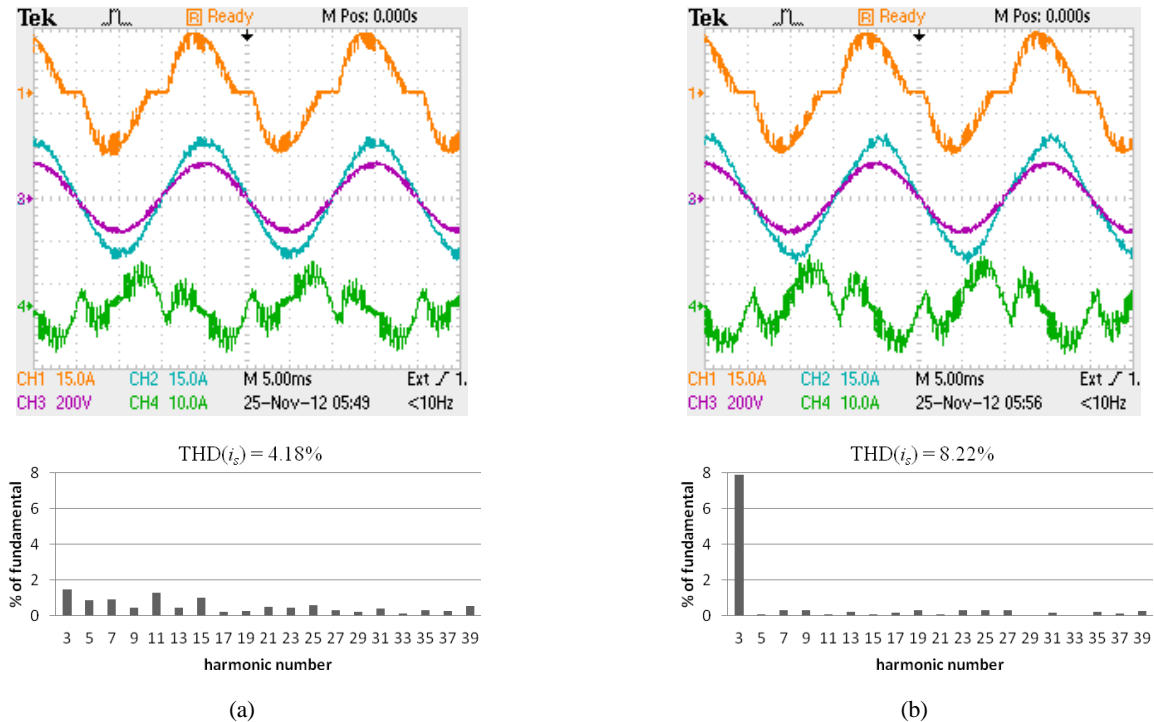 Tek R Ready M Pos: 0.000s
1
3
4
CH1 15.0A CH2 15.0A M 5.00ms Ext 1.
CH3 200V CH4 10.0A 25-Nov-12 05:49 <10Hz
THD(is) = 4.18%
% of fundamental
8
6
4
2
0
3 5 7 9 11 13 15 17 19 21 23 25 27 29 31 33 35 37 39
harmonic number
(a)
Tek R Ready M Pos: 0.000s
1
3
4
CH1 15.0A CH2 15.0A M 5.00ms Ext 1.
CH3 200V CH4 10.0A 25-Nov-12 05:56 <10Hz
THD(is) = 8.22%
% of fundamental
8
6
4
2
0
3 5 7 9 11 13 15 17 19 21 23 25 27 29 31 33 35 37 39
harmonic number
(b)